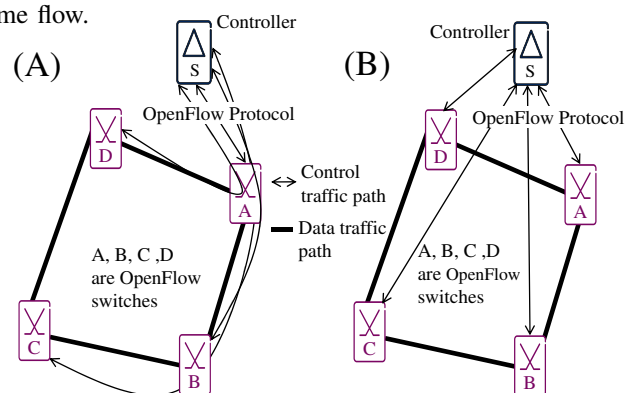 me flow.
Controller
(A)
S
OpenFlow Protocol
D
A
Control
traffic path
Data traffic
path
A, B, C ,D
are OpenFlow
switches
C
B
Controller
(B)
S
OpenFlow Protocol
D
A
A, B, C ,D
are OpenFlow
switches
C
B